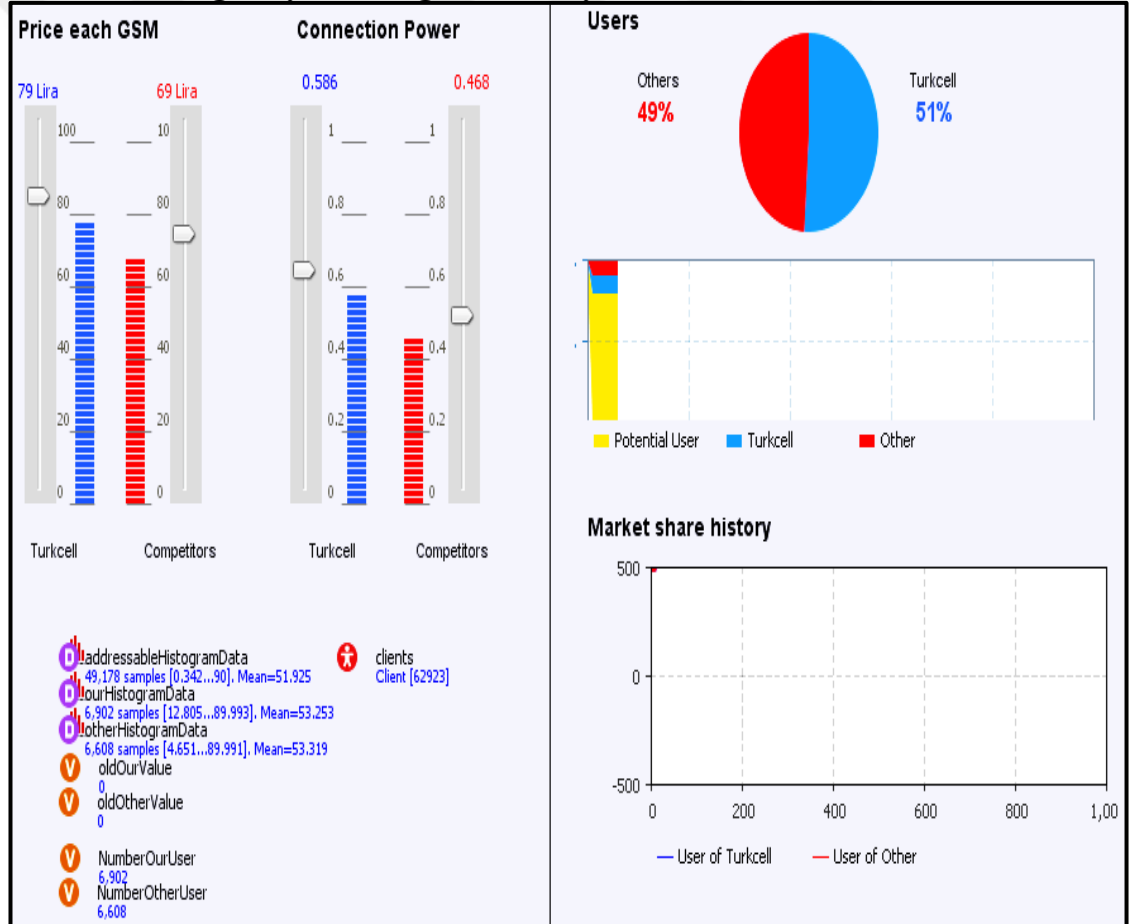 Price each GSM
Connection Power
79 Lira
69 Lira
0.586
0.468
100
10
80
80
60
60
40
40
20
20
0
0
1
1
0.8
0.8
0.6
0.6
0.4
0.4
0.2
0.2
0
0
Turkcell
Competitors
Turkcell
Competitors
addressableHistogramData
49,178 samples [0.342...90]. Mean=51.925
ourHistogramData
6,902 samples [12.805...89.993]. Mean=53.253
otherHistogramData
6,608 samples [4.651...89.991]. Mean=53.319
V oldOurValue
0
V oldOtherValue
0
V NumberOurUser
6,902
V NumberOtherUser
6,608
clients
Client [62923]
Users
Others
49%
Turkcell
51%
Potential User Turkcell Other
Market share history
500
0
-500
0 200 400 600 800 1,00
User of Turkcell User of Other